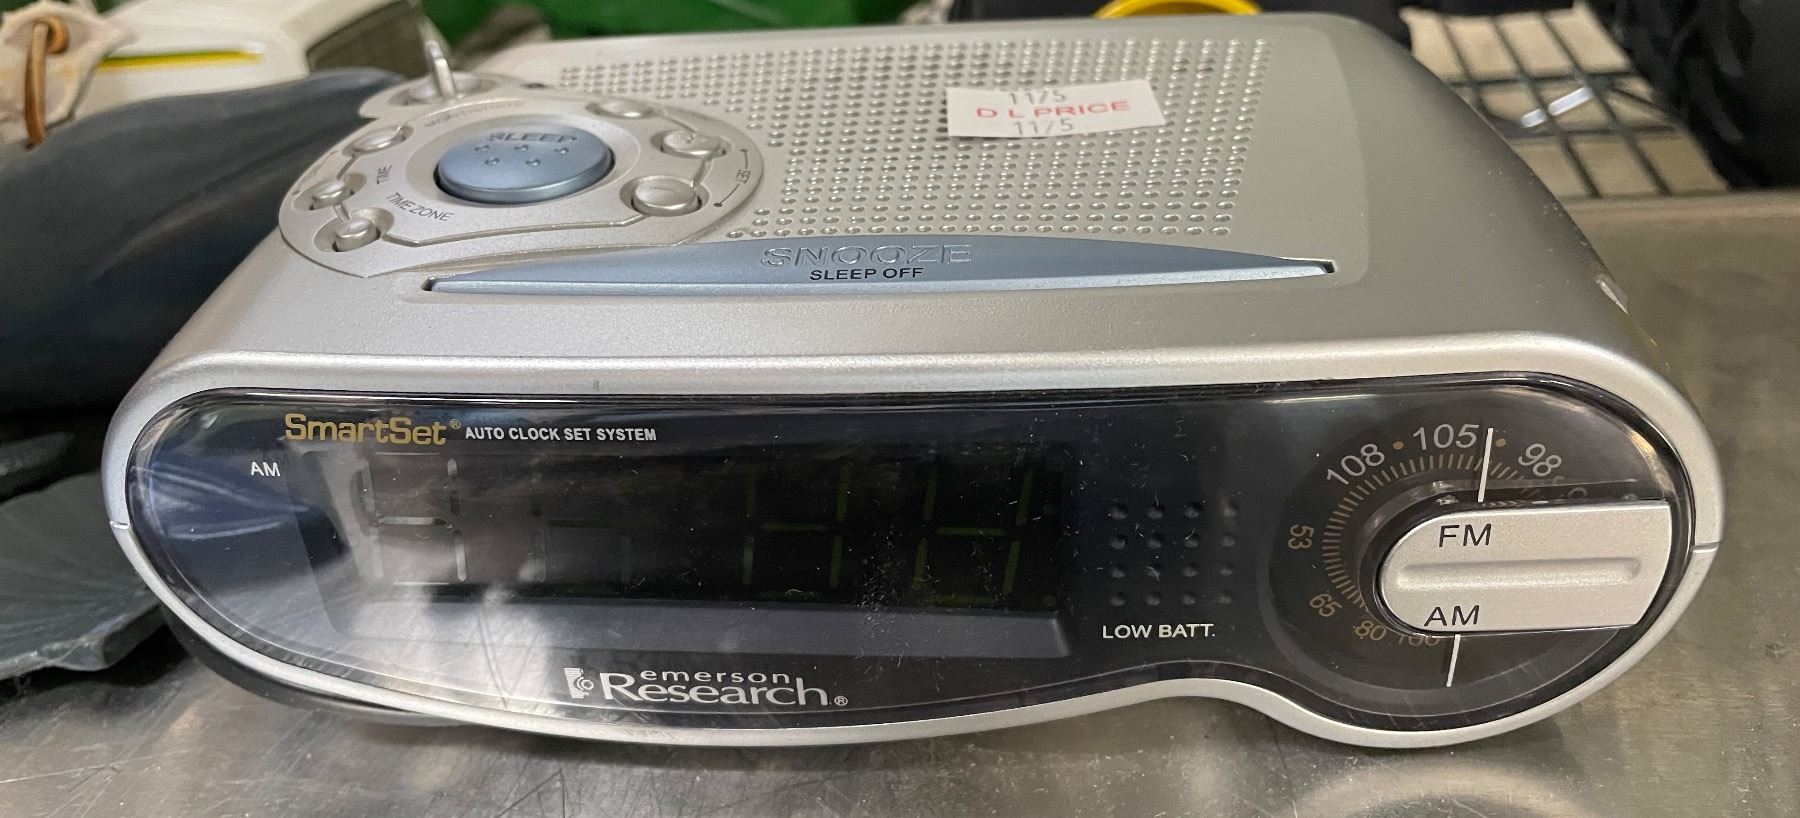 11/5
D L PRICE
11/5
SLEEP
TIME
TIME ZONE
SET
SNOOZE
SLEEP OFF
SmartSet® AUTO CLOCK SET SYSTEM
AM
108 • 105 • 98
53
FM
65
AM
80
LOW BATT.
emerson
Research®